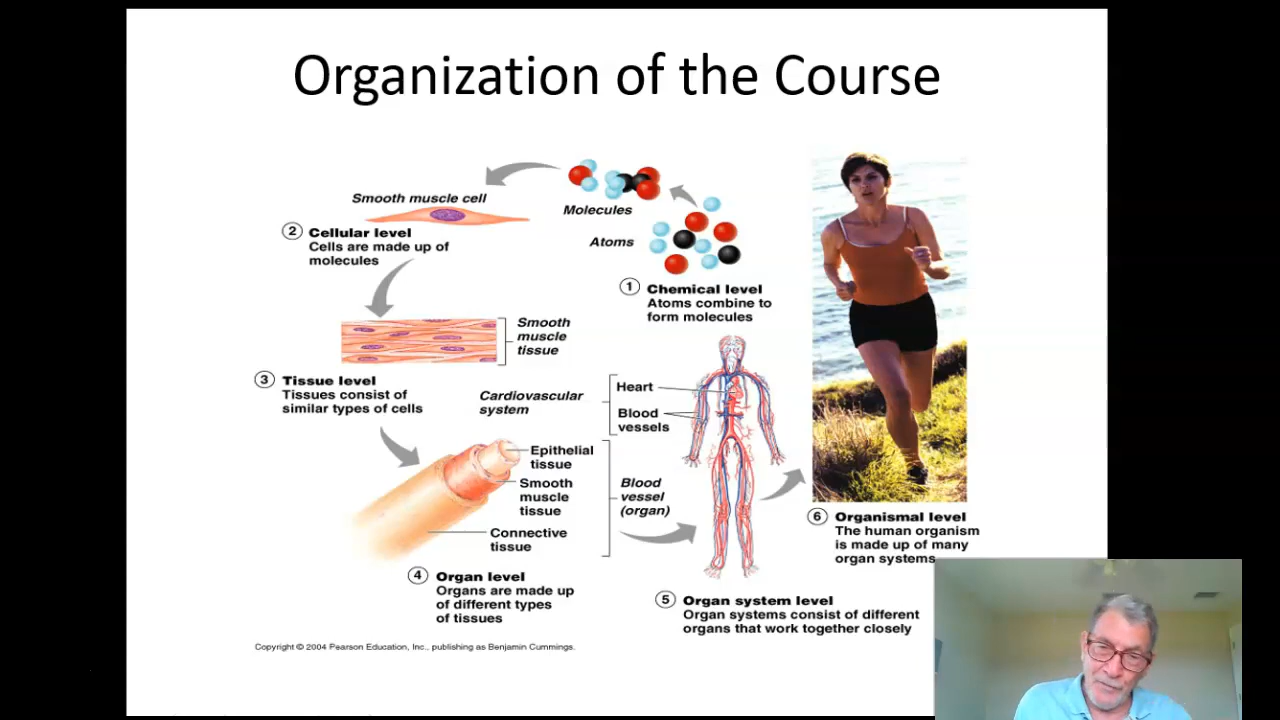 Organization of the Course
Molecules
Atoms
1 Chemical level
Atoms combine to
form molecules
Smooth muscle cell
2 Cellular level
Cells are made up of
molecules
Smooth
muscle
tissue
3 Tissue level
Tissues consist of
similar types of cells
Epithelial
tissue
Smooth
muscle
tissue
Connective
tissue
Blood
vessel
(organ)
4 Organ level
Organs are made up
of different types
of tissues
Cardiovascular
system
Heart
Blood
vessels
5 Organ system level
Organ systems consist of different
organs that work together closely
6 Organismal level
The human organism
is made up of many
organ systems
Copyright © 2004 Pearson Education, Inc., publishing as Benjamin Cummings.